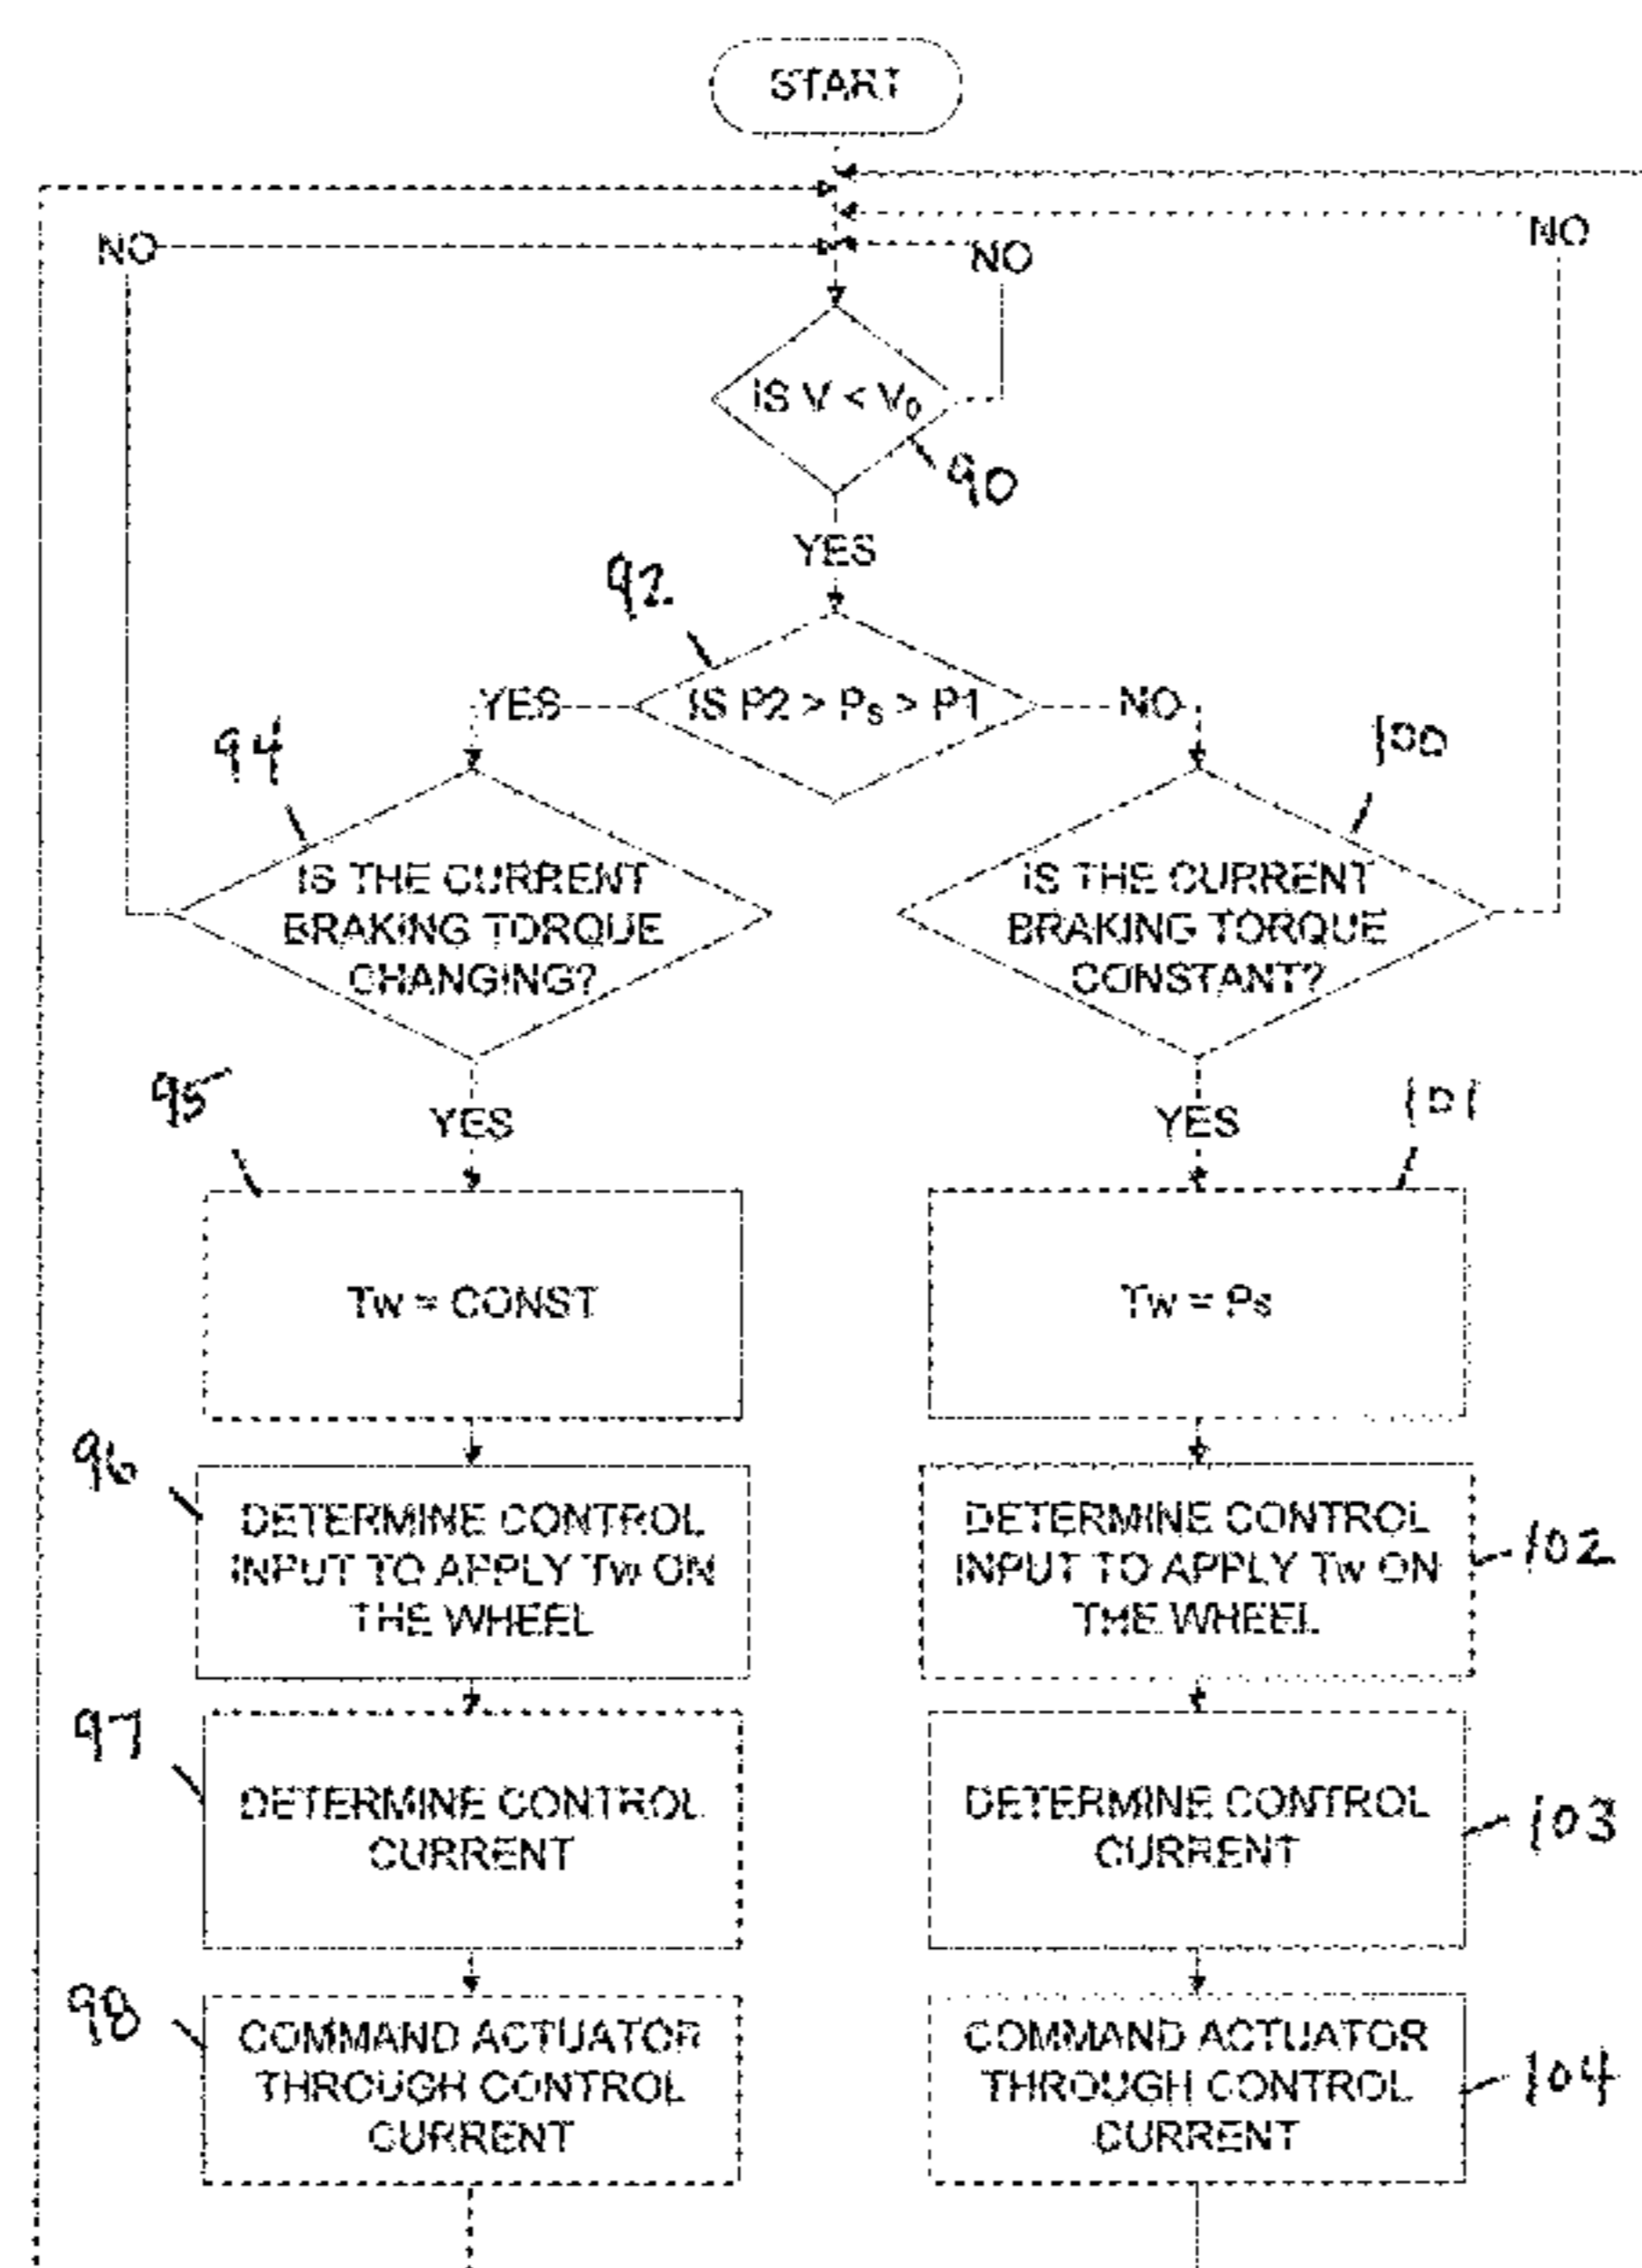 START
NO
NO
NO
IS V < V₀
90
YES
92
YES
IS P2 > Ps > P1
NO
94
100
IS THE CURRENT
BRAKING TORQUE
CHANGING?
IS THE CURRENT
BRAKING TORQUE
CONSTANT?
95
YES
YES
101
Tw = CONST
Tw = Ps
96
DETERMINE CONTROL
INPUT TO APPLY Tw ON
THE WHEEL
DETERMINE CONTROL
INPUT TO APPLY Tw ON
THE WHEEL
102
97
DETERMINE CONTROL
CURRENT
DETERMINE CONTROL
CURRENT
103
98
COMMAND ACTUATOR
THROUGH CONTROL
CURRENT
COMMAND ACTUATOR
THROUGH CONTROL
CURRENT
104